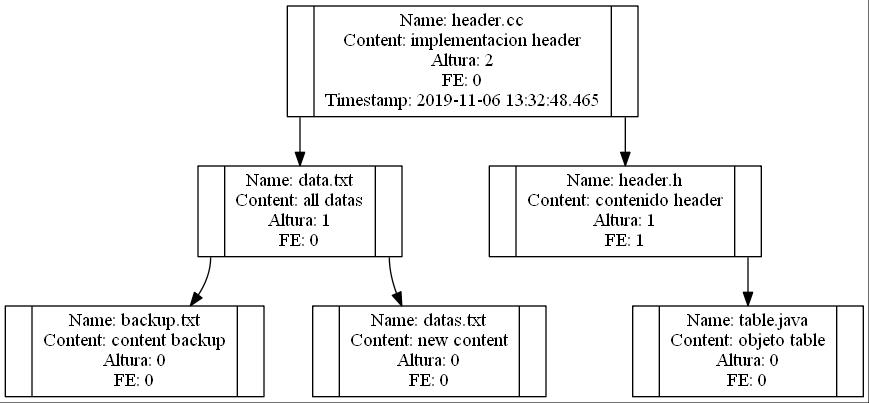 Name: header.cc
Content: implementacion header
Altura: 2
FE: 0
Timestamp: 2019-11-06 13:32:48.465
Name: data.txt
Content: all datas
Altura: 1
FE: 0
Name: header.h
Content: contenido header
Altura: 1
FE: 1
Name: backup.txt
Content: content backup
Altura: 0
FE: 0
Name: datas.txt
Content: new content
Altura: 0
FE: 0
Name: table.java
Content: objeto table
Altura: 0
FE: 0